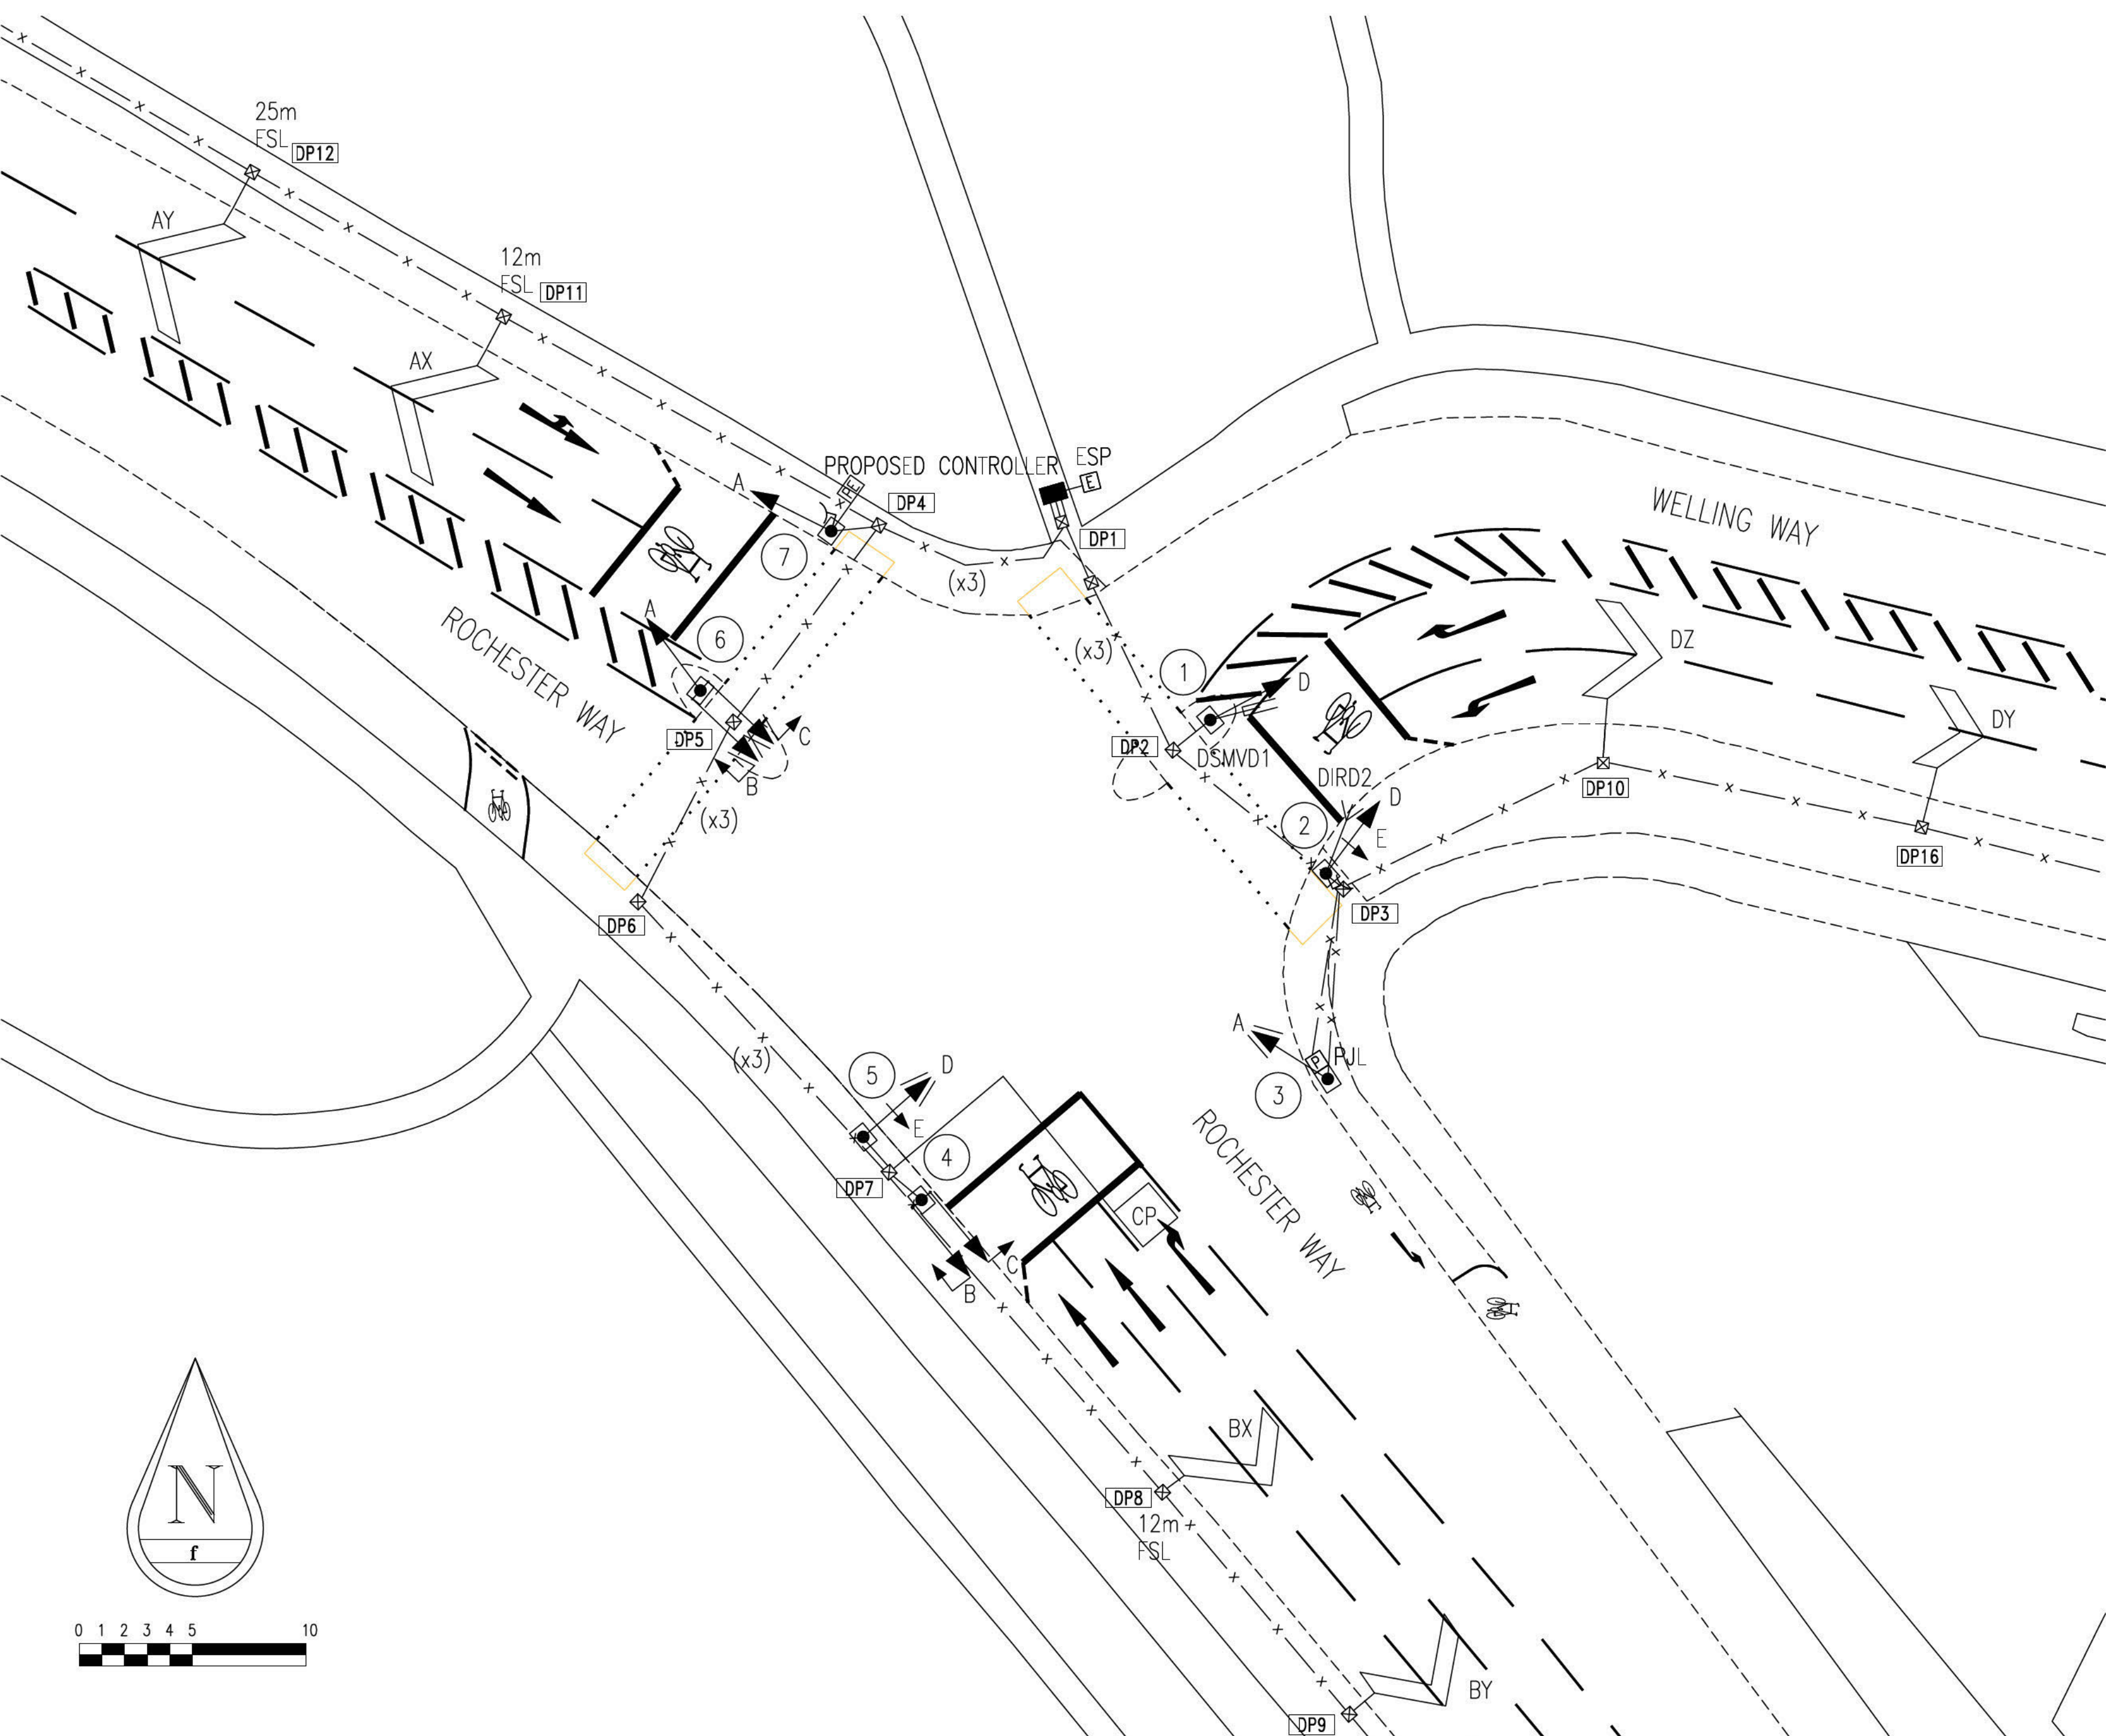 25m
FSL
DP12
AY
12m
FSL
DP11
AX
PROPOSED CONTROLLER
ESP
E
A
DP4
DP1
7
(x3)
WELLING WAY
A
6
ROCHESTER WAY
(x3)
1
D
DZ
DY
DP5
C
B
DP2
DSMVD1
DIRD2
DP10
(x3)
2
D
E
DP16
DP6
DP3
(x3)
A
PJL
P
3
5
D
E
4
DP7
ROCHESTER WAY
CP
C
B
BX
DP8
12m
FSL
N
f
BY
DP9
0 1 2 3 4 5 10